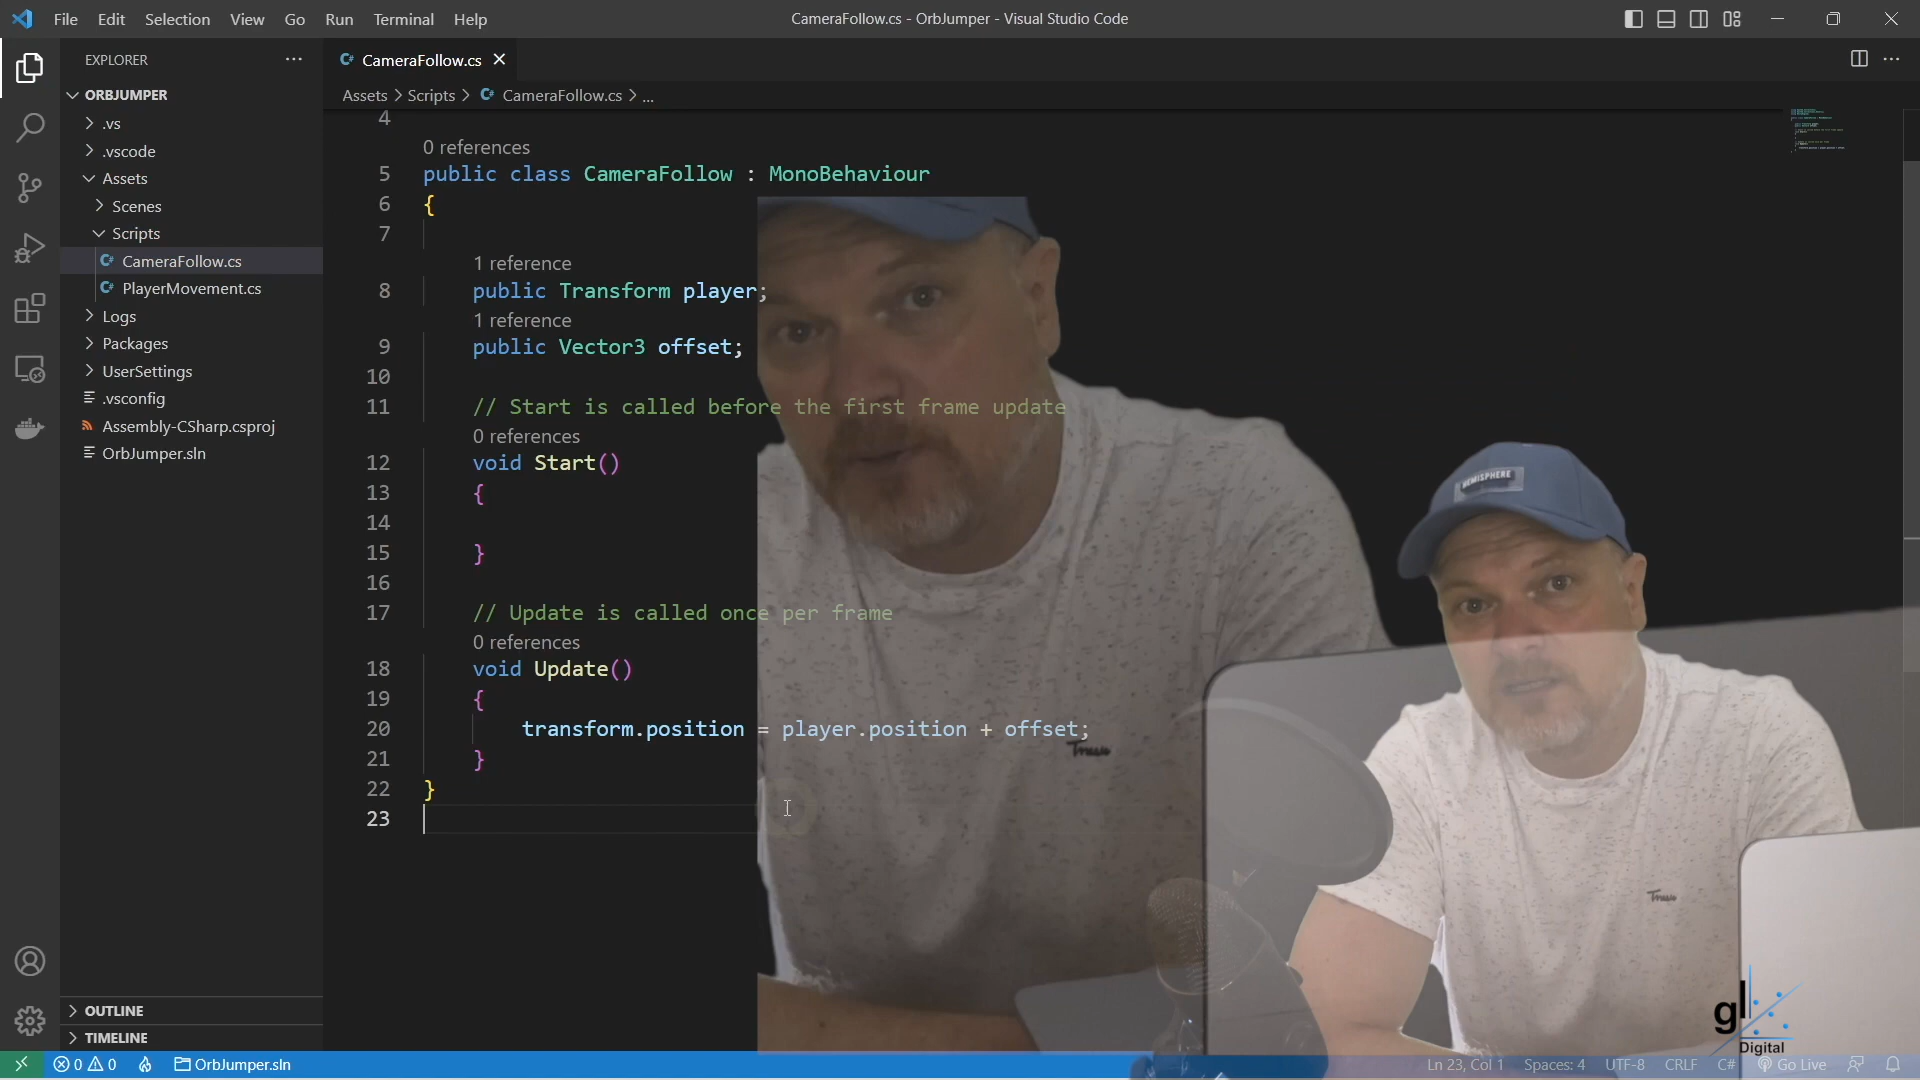 File Edit Selection View Go Run Terminal Help
CameraFollow.cs - OrbJumper - Visual Studio Code
EXPLORER
ORBJUMPER
.vs
.vscode
Assets
Scenes
Scripts
CameraFollow.cs
PlayerMovement.cs
Logs
Packages
UserSettings
.vsconfig
Assembly-CSharp.csproj
OrbJumper.sln
OUTLINE
TIMELINE
CameraFollow.cs
Assets > Scripts > CameraFollow.cs > ...
4
0 references
5 public class CameraFollow : MonoBehaviour
6 {
7
1 reference
8 public Transform player;
1 reference
9 public Vector3 offset;
10
11 // Start is called before the first frame update
0 references
12 void Start()
13 {
14
15 }
16
17 // Update is called once per frame
0 references
18 void Update()
19 {
20 transform.position = player.position + offset;
21 }
22 }
23
HEMISPHERE
gl
Digital
0 0 OrbJumper.sln Ln 23, Col 1 Spaces: 4 UTF-8 CRLF C# Go Live